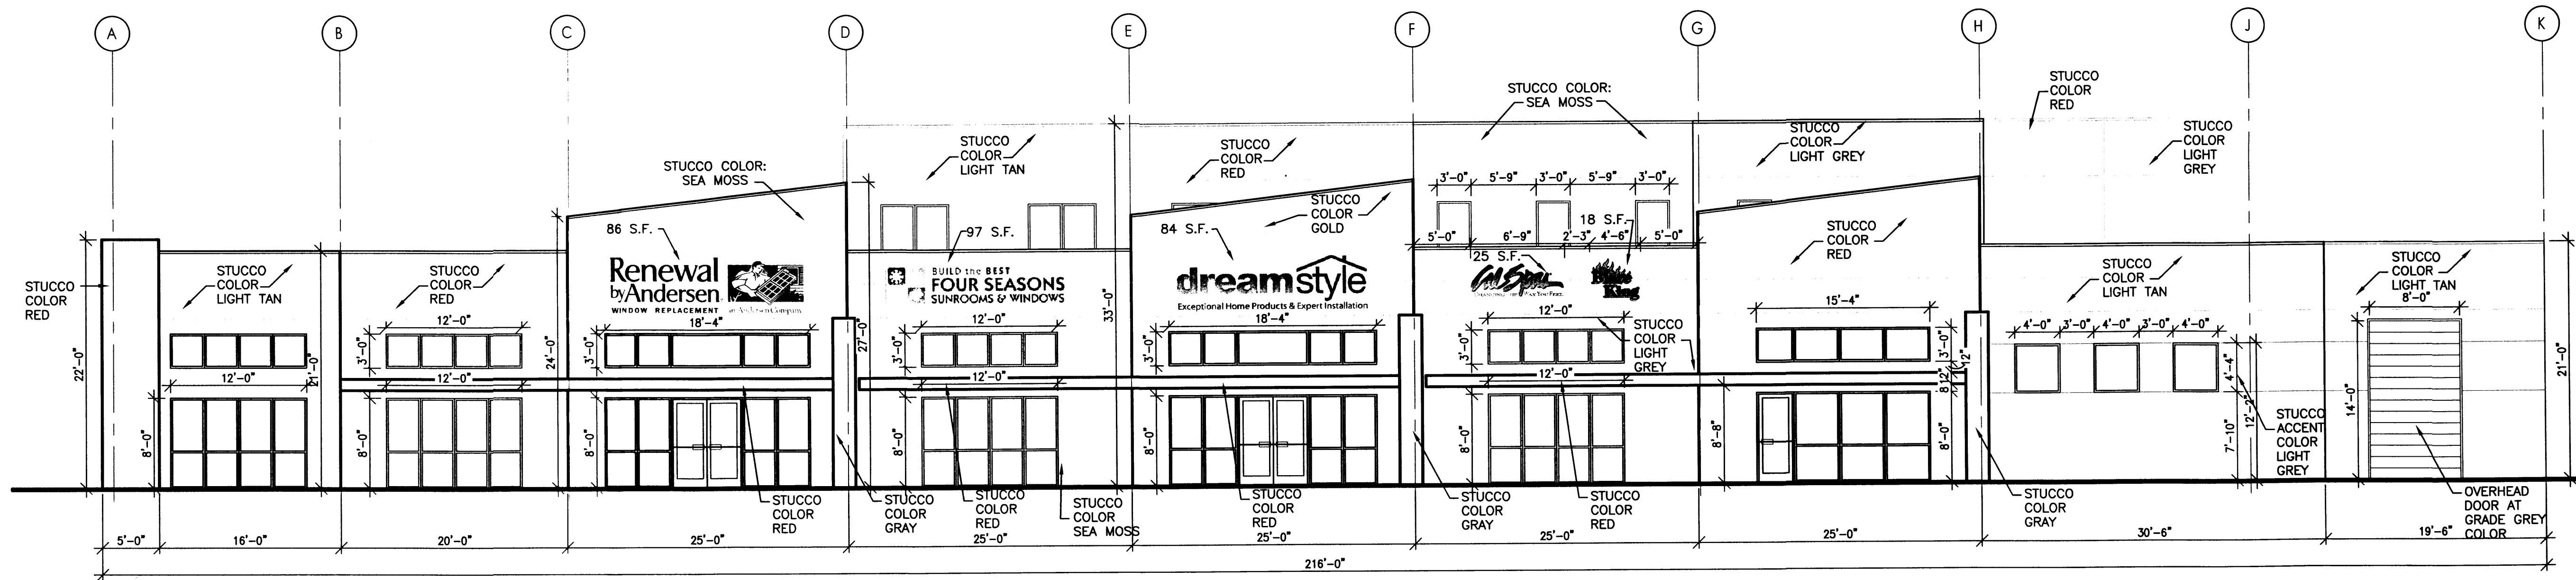 A
B
C
D
E
F
G
H
J
K
STUCCO
COLOR
RED
STUCCO COLOR:
SEA MOSS
STUCCO
COLOR
LIGHT GREY
STUCCO
COLOR
LIGHT GREY
STUCCO
COLOR
LIGHT TAN
STUCCO
COLOR
RED
STUCCO COLOR:
SEA MOSS
3'-0" 5'-9" 3'-0" 5'-9" 3'-0"
STUCCO
COLOR
GOLD
86 S.F.
97 S.F.
84 S.F.
18 S.F.
5'-0" 6'-9" 2'-3" 4'-6" 5'-0"
25 S.F.
STUCCO
COLOR
RED
STUCCO
COLOR
RED
STUCCO
COLOR
LIGHT TAN
STUCCO
COLOR
RED
Renewal
byAndersen
WINDOW REPLACEMENT an Andersen Company
BUILD the BEST
FOUR SEASONS
SUNROOMS & WINDOWS
dreamstyle
Exceptional Home Products & Expert Installation
Cal Spas
Blaze
King
STUCCO
COLOR
LIGHT TAN
STUCCO
COLOR
LIGHT TAN
8'-0"
22'-0"
21'-0"
24'-0"
27'-0"
33'-0"
12'-0"
18'-4"
12'-0"
18'-4"
12'-0"
15'-4"
STUCCO
COLOR
LIGHT
GREY
4'-0" 3'-0" 4'-0" 3'-0" 4'-0"
3'-0"
3'-0"
3'-0"
3'-0"
3'-0"
3'-0"
12"
12"
8"
4'-4"
12'-2"
7'-10"
14'-0"
21'-0"
12'-0"
12'-0"
12'-0"
12'-0"
8'-0"
8'-0"
8'-0"
8'-0"
8'-0"
8'-0"
8'-8"
8'-0"
STUCCO
ACCENT
COLOR
LIGHT
GREY
STUCCO
COLOR
RED
STUCCO
COLOR
GRAY
STUCCO
COLOR
RED
STUCCO
COLOR
SEA MOSS
STUCCO
COLOR
RED
STUCCO
COLOR
GRAY
STUCCO
COLOR
RED
STUCCO
COLOR
GRAY
OVERHEAD
DOOR AT
GRADE GREY
COLOR
5'-0" 16'-0" 20'-0" 25'-0" 25'-0" 25'-0" 25'-0" 25'-0" 30'-6" 19'-6"
216'-0"